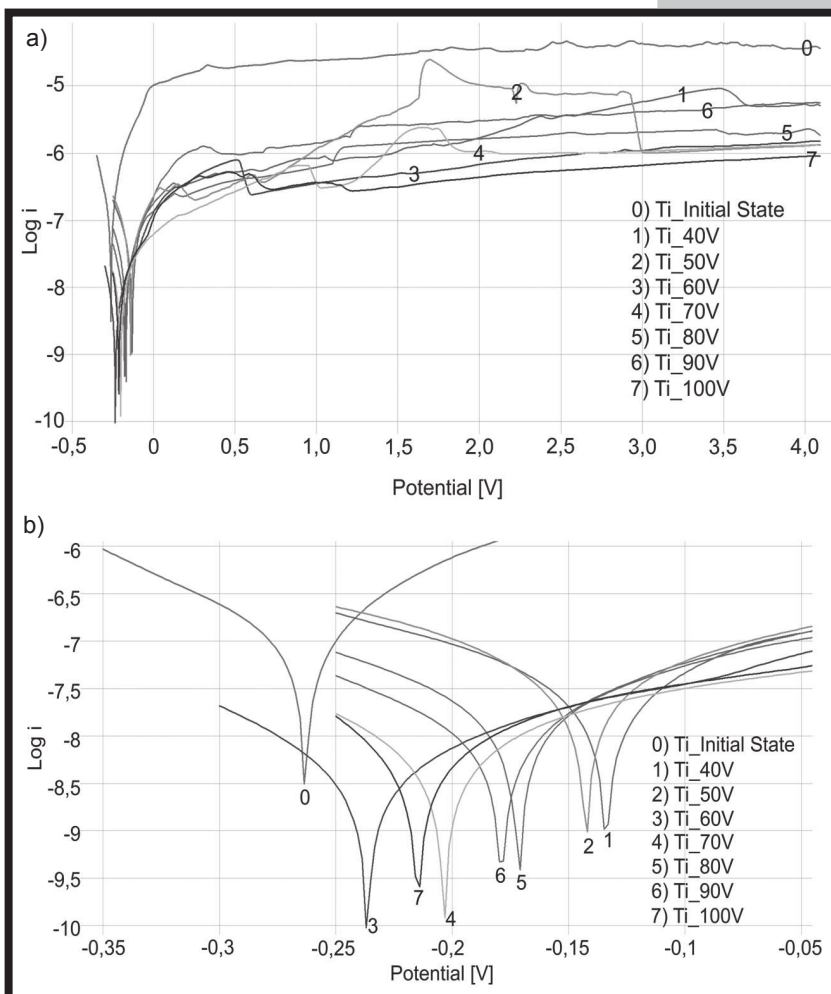 a)
0
-5
2
1
6
5
-6
4
3
7
-7
Log i
0) Ti_Initial State
1) Ti_40V
2) Ti_50V
3) Ti_60V
4) Ti_70V
5) Ti_80V
6) Ti_90V
7) Ti_100V
-8
-9
-10
-0,5 0 0,5 1,0 1,5 2,0 2,5 3,0 3,5 4,0
Potential [V]
b)
-6
-6,5
-7
-7,5
-8
-8,5
-9
-9,5
-10
Log i
0
3
7
4
6
5
2
1
0) Ti_Initial State
1) Ti_40V
2) Ti_50V
3) Ti_60V
4) Ti_70V
5) Ti_80V
6) Ti_90V
7) Ti_100V
-0,35 -0,3 -0,25 -0,2 -0,15 -0,1 -0,05
Potential [V]